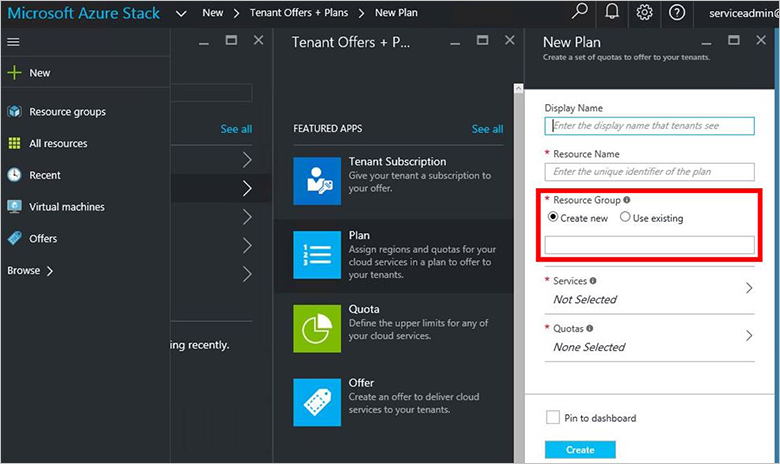 Microsoft Azure Stack New > Tenant Offers + Plans > New Plan serviceadmin@
New
Resource groups
All resources
Recent
Virtual machines
Offers
Browse >
See all
ing recently.
Tenant Offers + P...
FEATURED APPS See all
Tenant Subscription
Give your tenant a subscription to
your offer.
Plan
Assign regions and quotas for your
cloud services in a plan to offer to
your tenants.
Quota
Define the upper limits for any of
your cloud services.
Offer
Create an offer to deliver cloud
services to your tenants.
New Plan
Create a set of quotas to offer to your tenants.
Display Name
Enter the display name that tenants see
* Resource Name
Enter the unique identifier of the plan
* Resource Group
Create new Use existing
* Services
Not Selected
* Quotas
None Selected
Pin to dashboard
Create